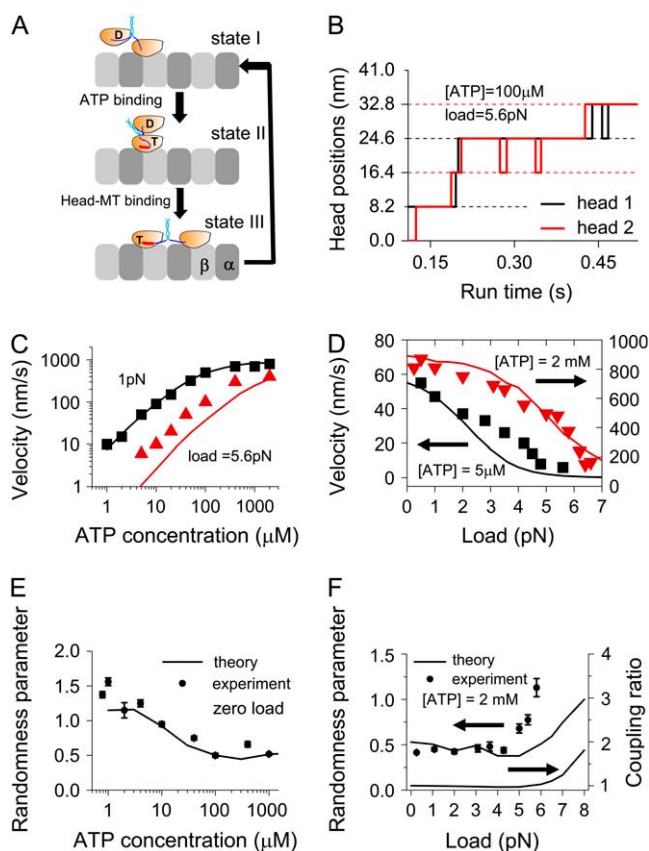 A
D
state I
ATP binding
D
T
state II
Head-MT binding
state III
T
β
α
B
Head positions (nm)
41.0
32.8
24.6
16.4
8.2
0.0
[ATP]=100μM
load=5.6pN
head 1
head 2
0.15
0.30
0.45
Run time (s)
C
Velocity (nm/s)
1000
100
10
1
1pN
load =5.6pN
1
10
100
1000
ATP concentration (μM)
D
Velocity (nm/s)
80
60
40
20
0
[ATP] = 2 mM
[ATP] = 5μM
1000
800
600
400
200
0
0
1
2
3
4
5
6
7
Load (pN)
E
Randomness parameter
2.0
1.5
1.0
0.5
0.0
theory
experiment
zero load
1
10
100
1000
ATP concentration (μM)
F
Randomness parameter
1.5
1.0
0.5
0.0
theory
experiment
[ATP] = 2 mM
4
3
2
1
Coupling ratio
0
1
2
3
4
5
6
7
8
Load (pN)